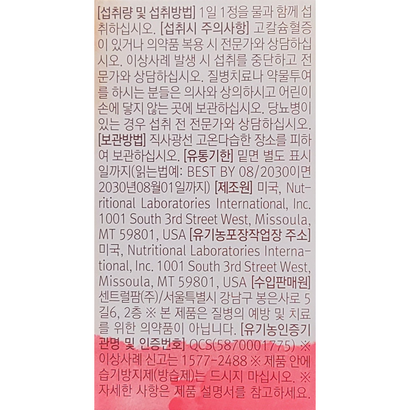 [섭취량 및 섭취방법] 1일 1정을 물과 함께 섭
취하십시오. [섭취시 주의사항] 고칼슘혈증
이 있거나 의약품 복용 시 전문가와 상담하십
시오. 이상사례 발생 시 섭취를 중단하고 전
문가와 상담하십시오. 질병치료나 약물투여
를 하시는 분들은 의사와 상의하시고 어린이
손에 닿지 않는 곳에 보관하십시오. 당뇨병이
있는 경우 섭취 전 전문가와 상담하십시오.
[보관방법] 직사광선 고온다습한 장소를 피하
여 보관하십시오. [유통기한] 밑면 별도 표시
일까지(읽는법예: BEST BY 08/2030이면
2030년08월01일까지) [제조원] 미국, Nut-
ritional Laboratories International, Inc.
1001 South 3rd Street West, Missoula,
MT 59801, USA [유기농포장작업장 주소]
미국, Nutritional Laboratories Interna-
tional, Inc. 1001 South 3rd Street West,
Missoula, MT 59801, USA [수입판매원]
센트럴팜(주)/서울특별시 강남구 봉은사로 5
길6, 2층 ※ 본 제품은 질병의 예방 및 치료
를 위한 의약품이 아닙니다. [유기농인증기
관명 및 인증번호] QCS(5870001775) ※
이상사례 신고는 1577-2488 ※ 제품 안에
습기방지제(방습제)는 드시지 마십시오. ※
자세한 사항은 제품 설명서를 참고하세요.